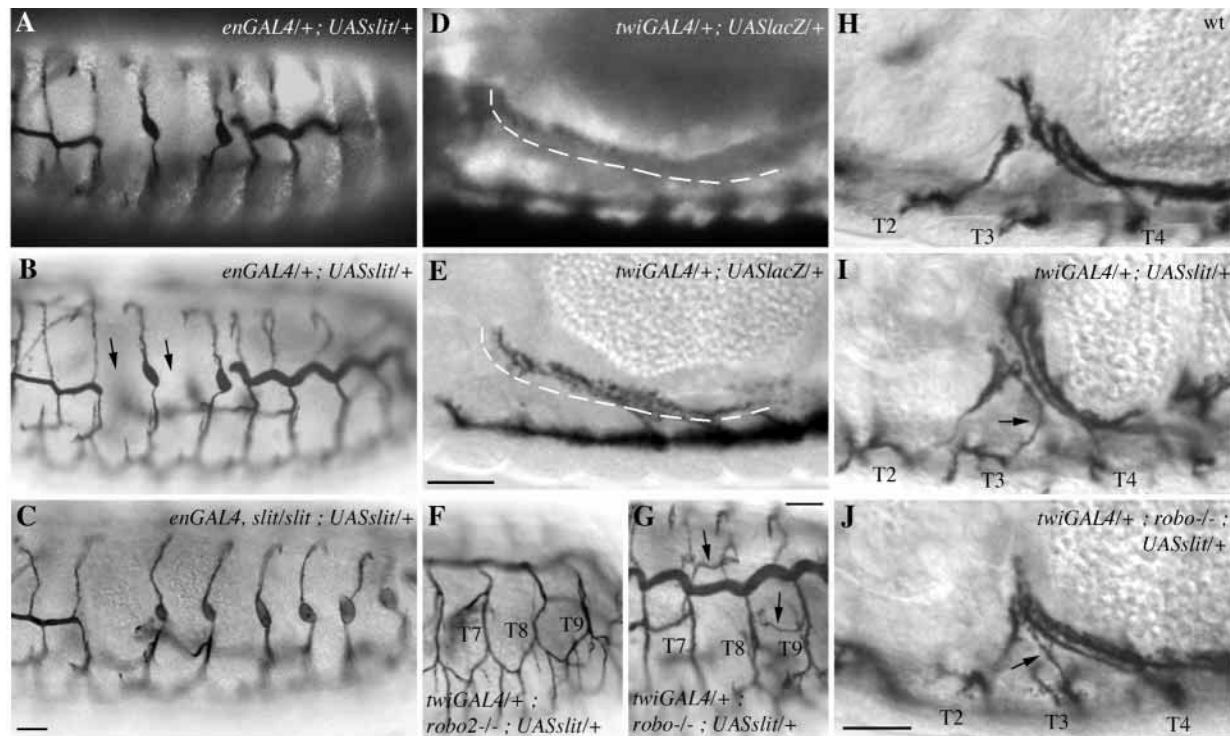 A
enGAL4/+; UASslit/+
B
enGAL4/+; UASslit/+
C
enGAL4, slit/slit ; UASslit/+
D
twiGAL4/+; UASlacZ/+
E
twiGAL4/+; UASlacZ/+
F
T7
T8
T9
twiGAL4/+ ;
robo2-/- ; UASslit/+
G
T7
T8
T9
twiGAL4/+ ;
robo-/- ; UASslit/+
H
wt
T2
T3
T4
I
twiGAL4/+; UASslit/+
T2
T3
T4
J
twiGAL4/+ ; robo-/- ;
UASslit/+
T2
T3
T4